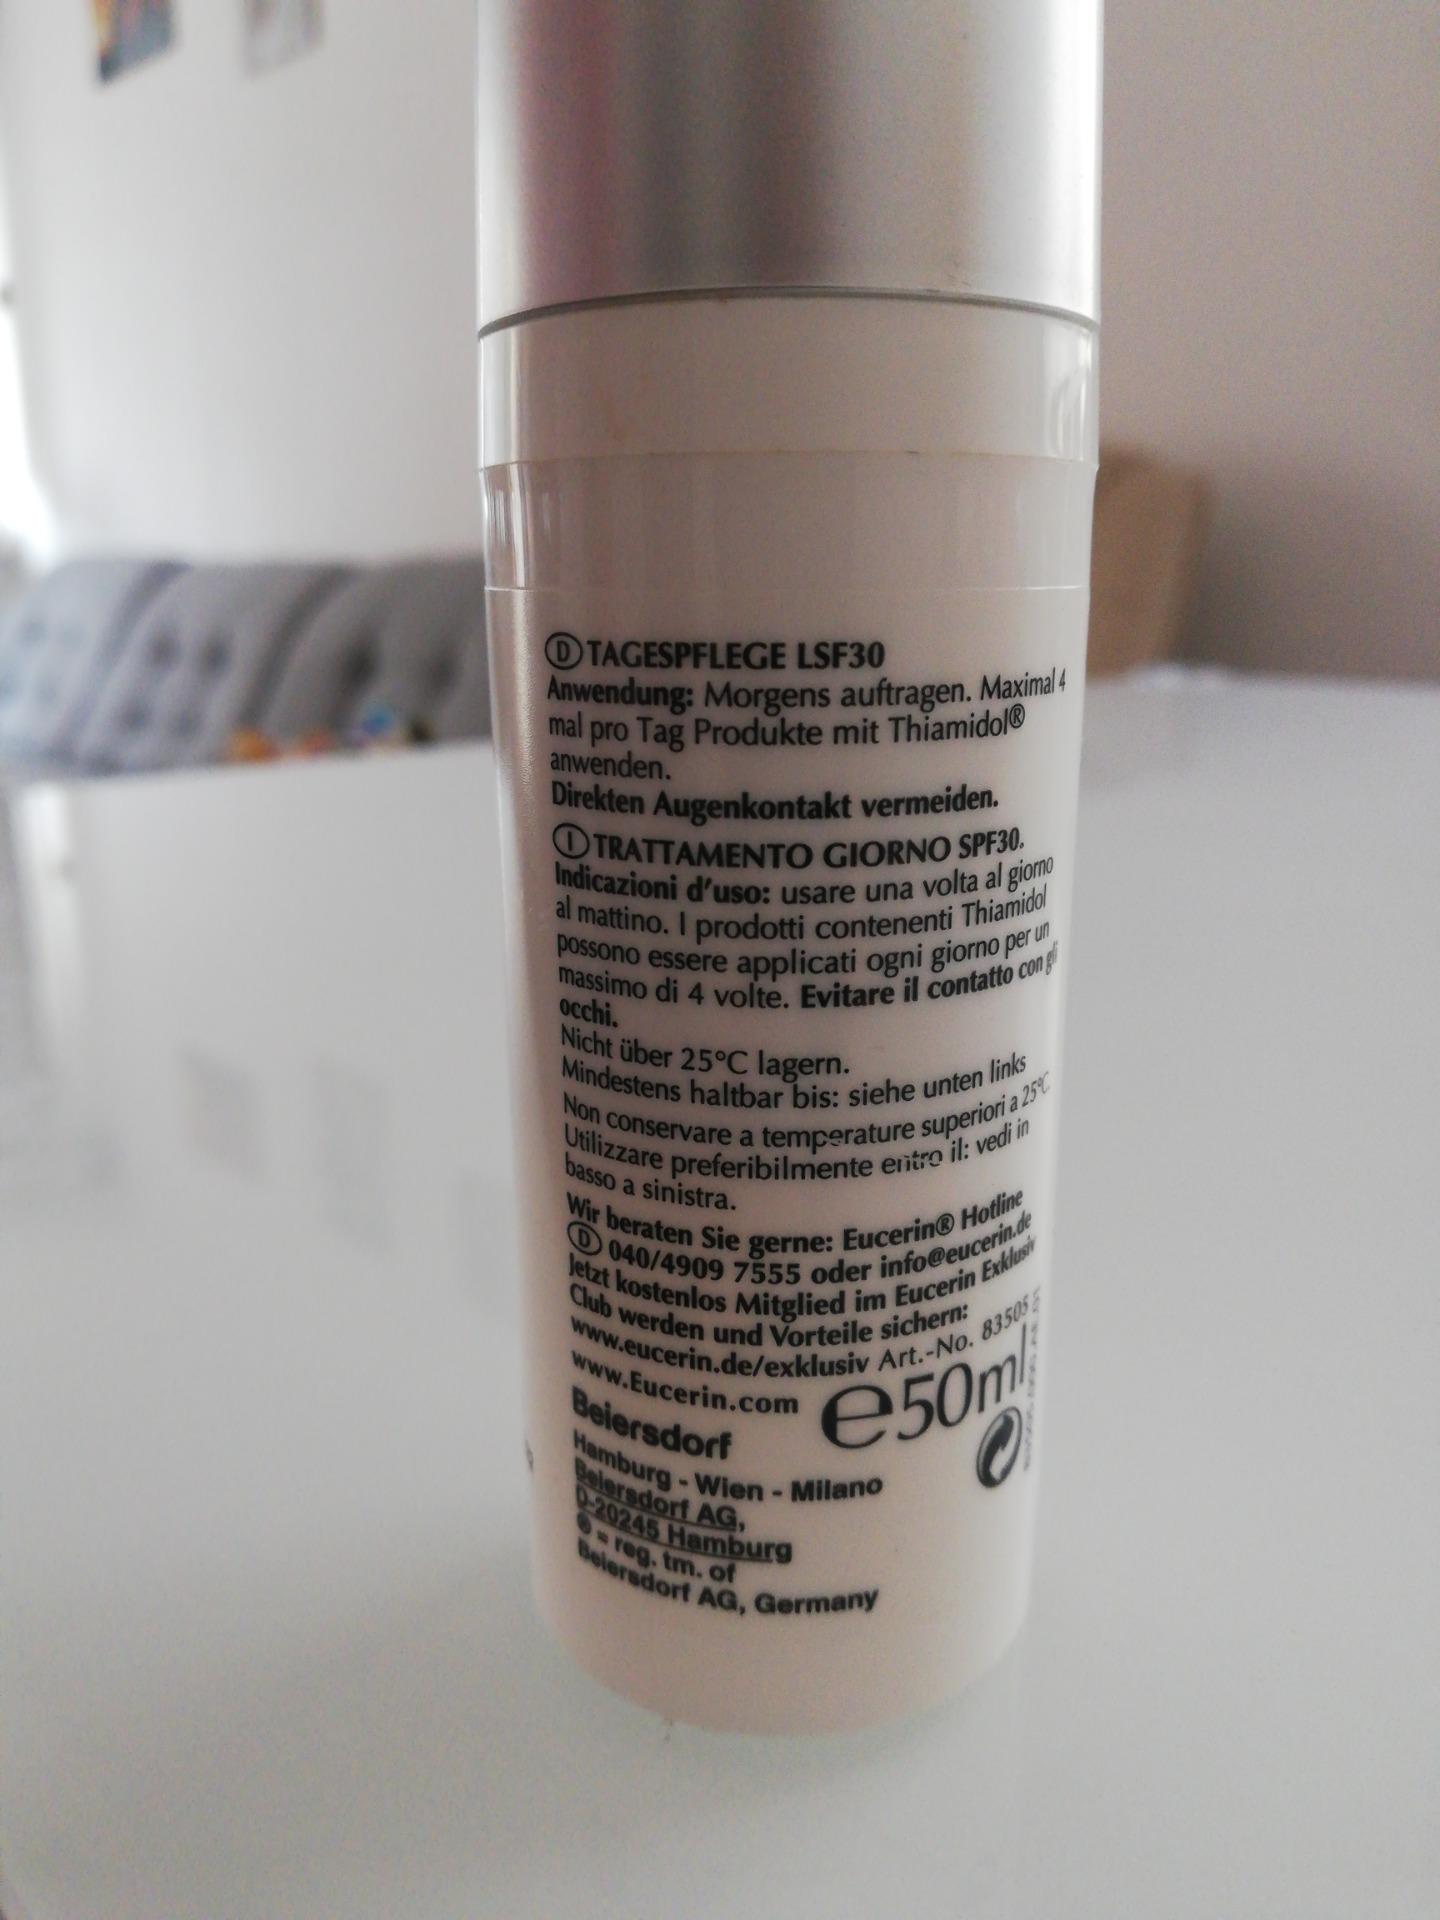 D TAGESPFLEGE LSF30
Anwendung: Morgens auftragen. Maximal 4
mal pro Tag Produkte mit Thiamidol®
anwenden.
Direkten Augenkontakt vermeiden.
I TRATTAMENTO GIORNO SPF30.
Indicazioni d'uso: usare una volta al giorno
al mattino. I prodotti contenenti Thiamidol
possono essere applicati ogni giorno per un
massimo di 4 volte. Evitare il contatto con gli
occhi.
Nicht über 25°C lagern.
Mindestens haltbar bis: siehe unten links
Non conservare a temperature superiori a 25°C
Utilizzare preferibilmente entro il: vedi in
basso a sinistra.
Wir beraten Sie gerne: Eucerin® Hotline
D 040/4909 7555 oder info@eucerin.de
Jetzt kostenlos Mitglied im Eucerin Exklusiv
Club werden und Vorteile sichern:
www.eucerin.de/exklusiv Art.-No. 83505
www.Eucerin.com ℮50ml
Beiersdorf
Hamburg - Wien - Milano
Beiersdorf AG,
D-20245 Hamburg
® = reg. tm. of
Beiersdorf AG, Germany